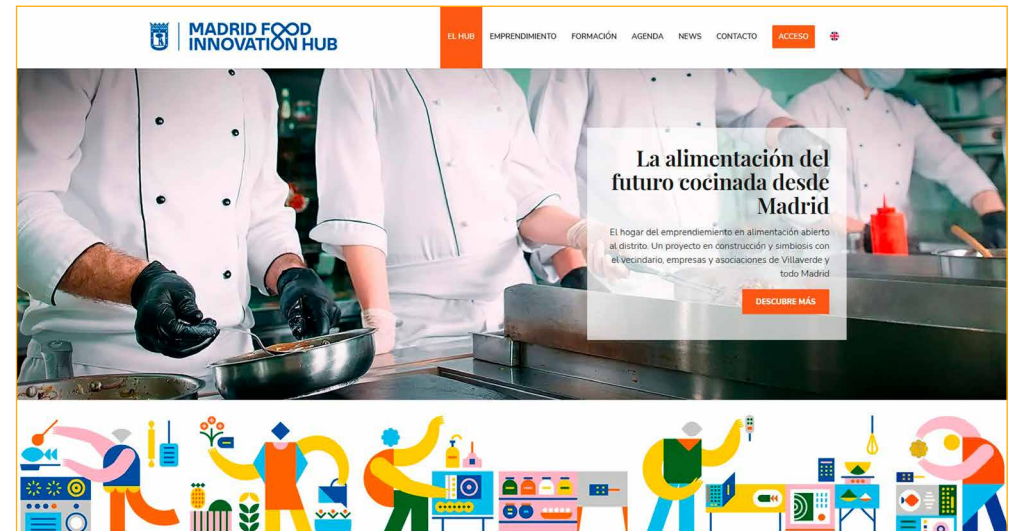 MADRID FOOD
INNOVATION HUB
EL HUB EMPRENDIMIENTO FORMACIÓN AGENDA NEWS CONTACTO ACCESO
La alimentación del
futuro cocinada desde
Madrid
El hogar del emprendiemiento en alimentación abierto
al distrito. Un proyecto en construcción y simbiosis con
el vecindario, empresas y asociaciones de Villaverde y
todo Madrid
DESCUBRE MÁS